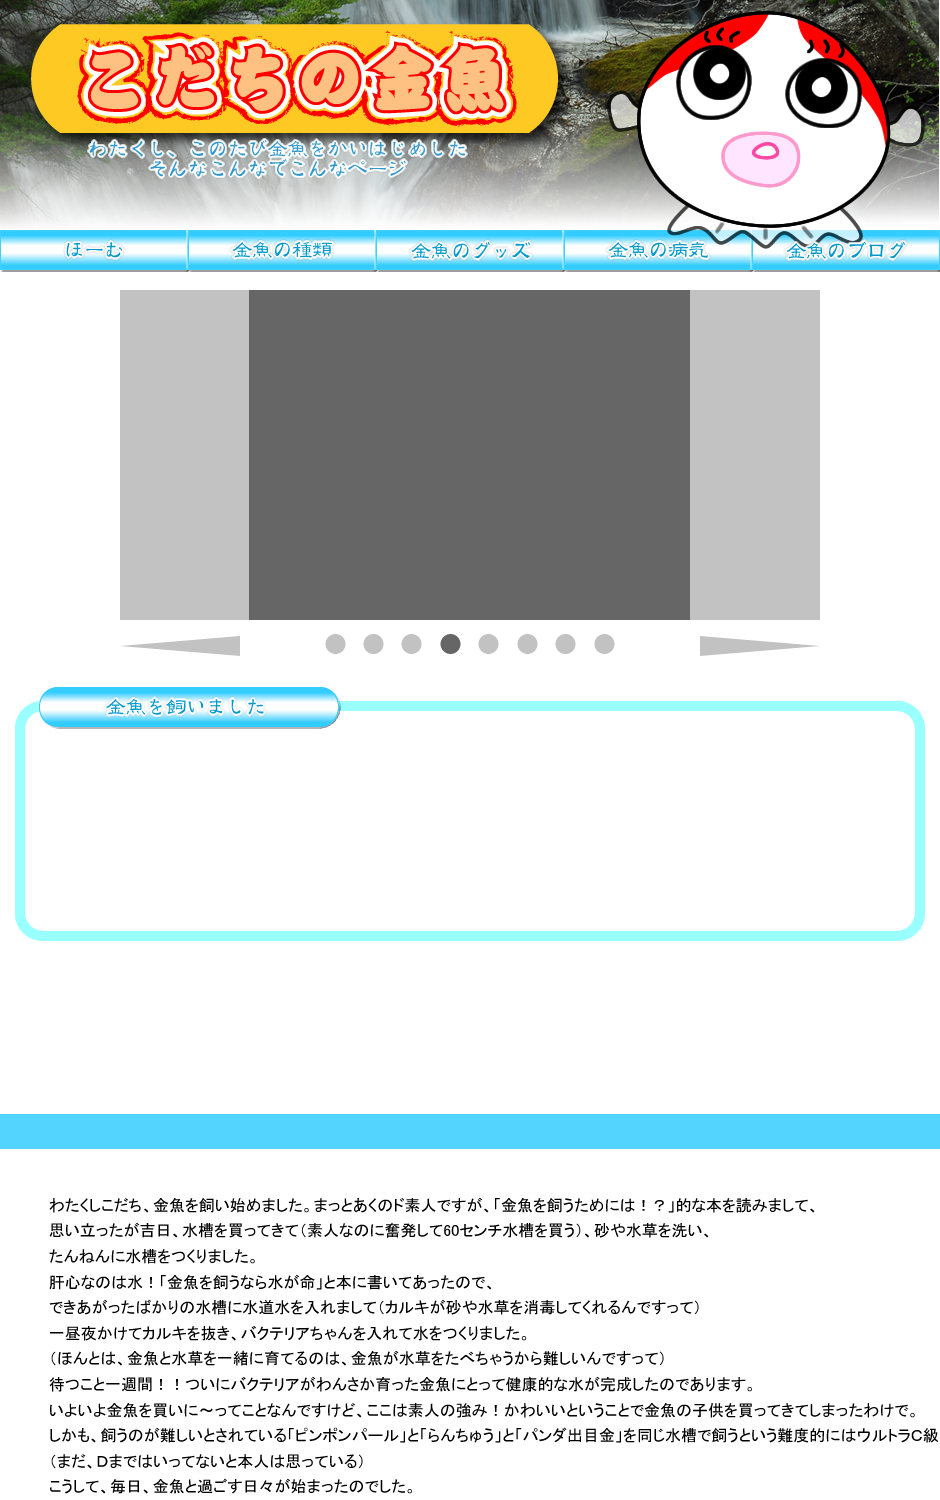 こだちの金魚
わたくし、このたび金魚をかいはじめした
そんなこんなでこんなページ
ほーむ
金魚の種類
金魚のグッズ
金魚の病気
金魚のブログ
金魚を飼いました
わたくしこだち、金魚を飼い始めました。まっとあくのド素人ですが、「金魚を飼うためには！？」的な本を読みまして、
思い立ったが吉日、水槽を買ってきて（素人なのに奮発して60センチ水槽を買う）、砂や水草を洗い、
たんねんに水槽をつくりました。
肝心なのは水！「金魚を飼うなら水が命」と本に書いてあったので、
できあがったばかりの水槽に水道水を入れまして（カルキが砂や水草を消毒してくれるんですって）
一昼夜かけてカルキを抜き、バクテリアちゃんを入れて水をつくりました。
（ほんとは、金魚と水草を一緒に育てるのは、金魚が水草をたべちゃうから難しいんですって）
待つこと一週間！！ついにバクテリアがわんさか育った金魚にとって健康的な水が完成したのであります。
いよいよ金魚を買いに～ってことなんですけど、ここは素人の強み！かわいいということで金魚の子供を買ってきてしまったわけで。
しかも、飼うのが難しいとされている「ピンポンパール」と「らんちゅう」と「パンダ出目金」を同じ水槽で飼うという難度的にはウルトラC級
（まだ、Dまではいってないと本人は思っている）
こうして、毎日、金魚と過ごす日々が始まったのでした。